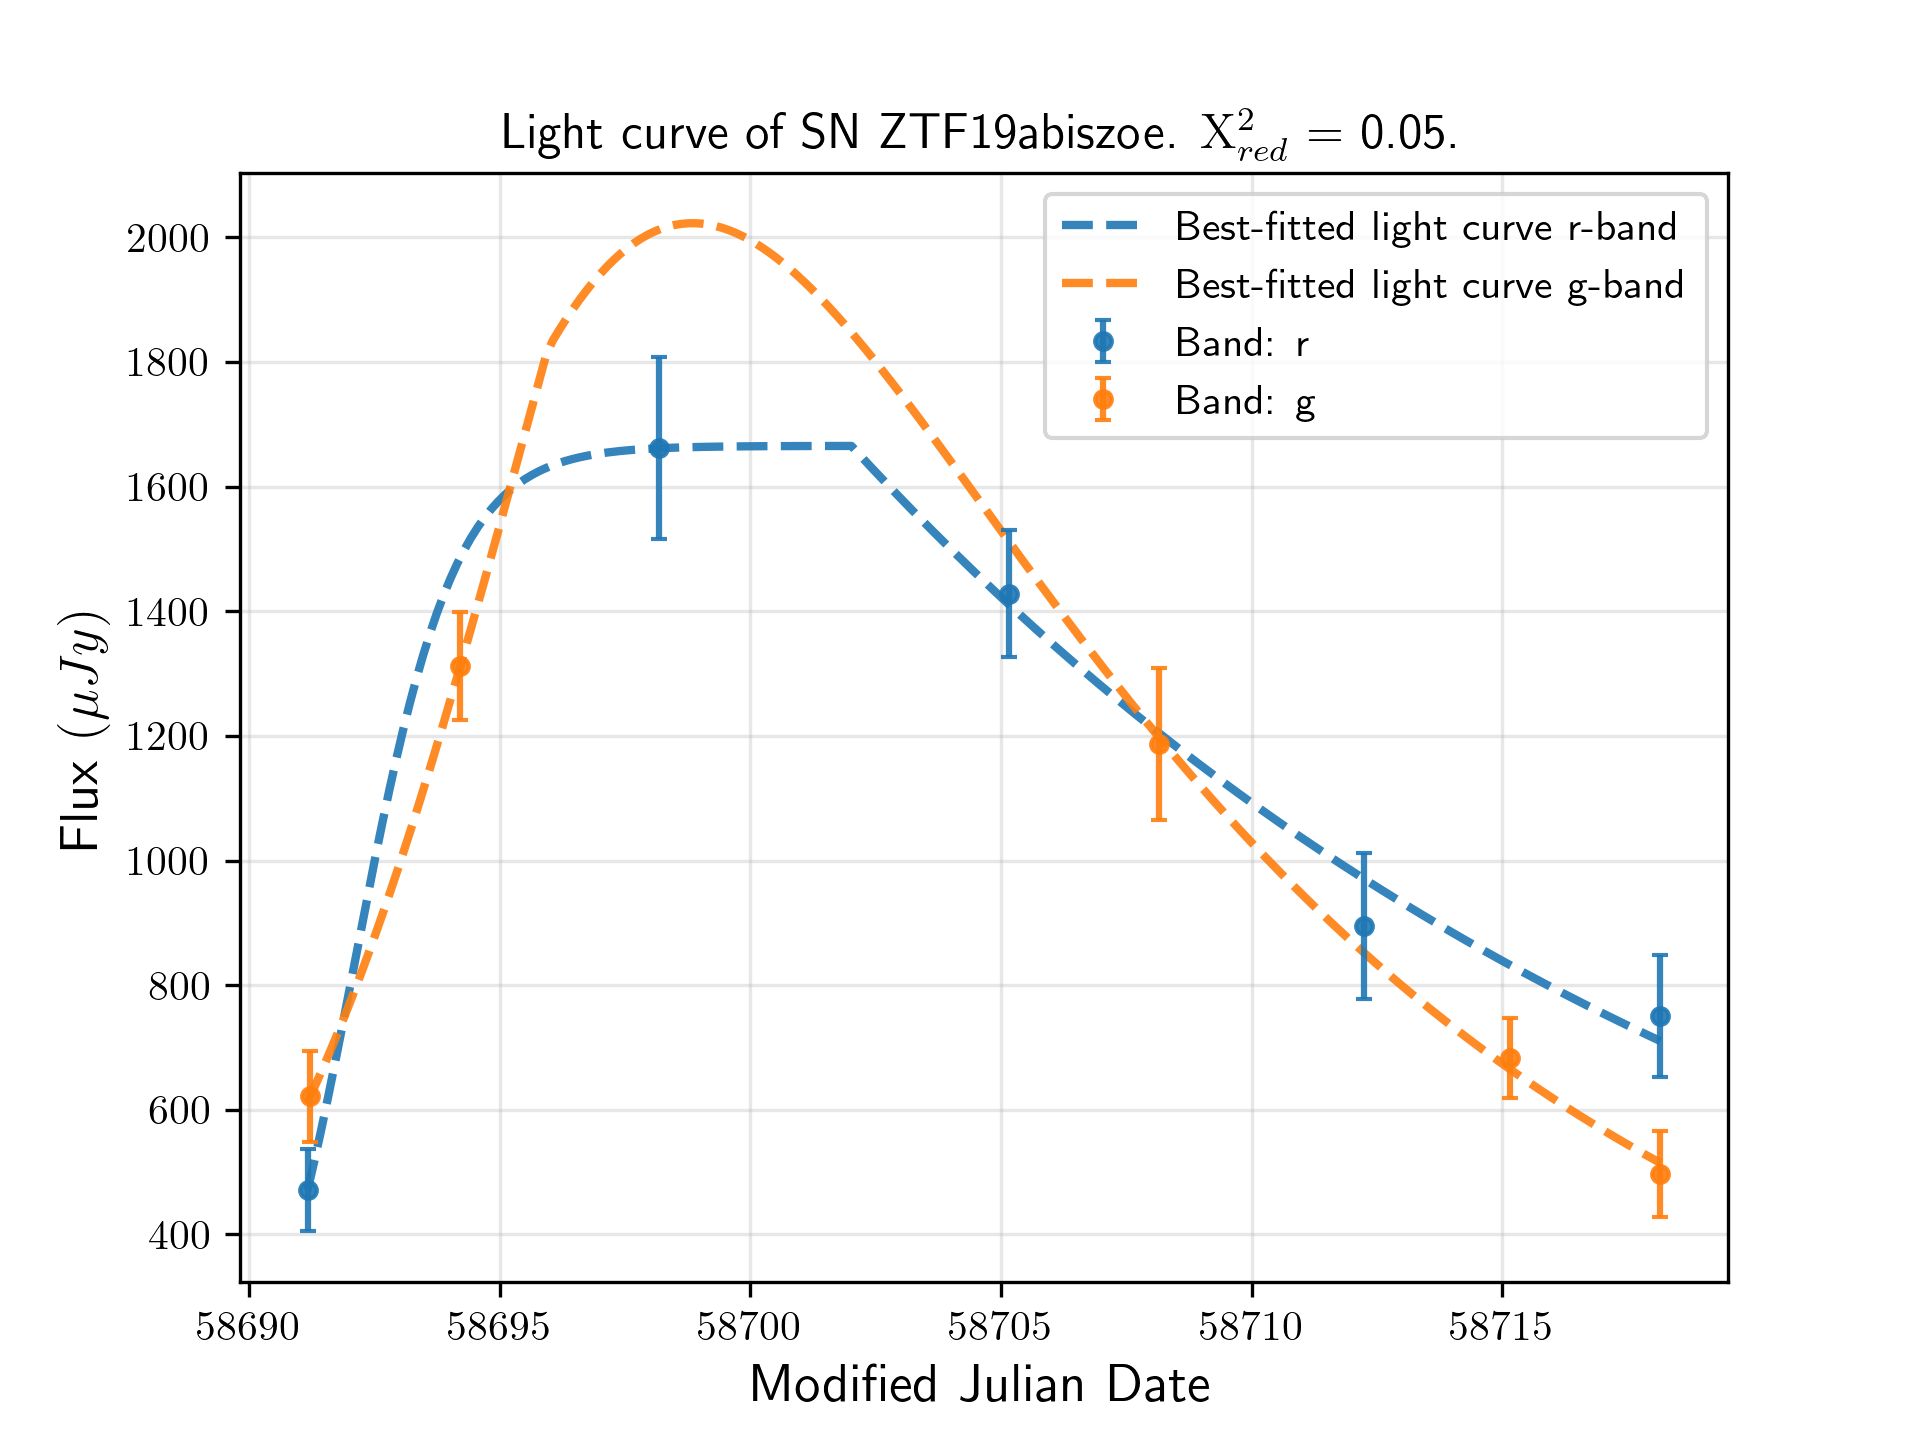 Light curve of SN ZTF19abiszoe. X²_red = 0.05.
2000
1800
1600
1400
1200
1000
800
600
400
Flux (μJy)
Best-fitted light curve r-band
Best-fitted light curve g-band
Band: r
Band: g
58690 58695 58700 58705 58710 58715
Modified Julian Date